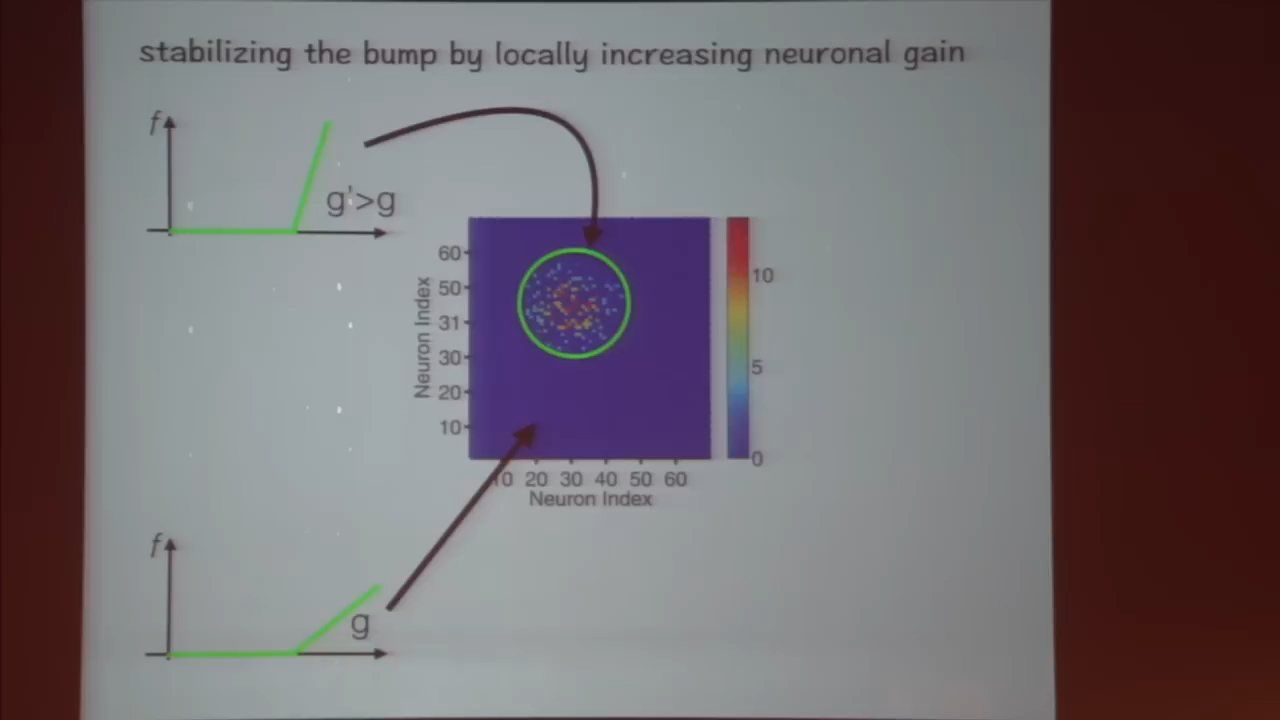 stabilizing the bump by locally increasing neuronal gain
f
g'>g
60
50
31
30
20
10
Neuron Index
10 20 30 40 50 60
Neuron Index
10
5
0
f
g